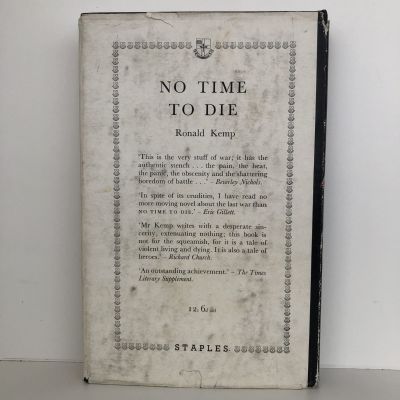 NO TIME
TO DIE
Ronald Kemp
'This is the very stuff of war; it has the
authentic stench . . . the pain, the heat,
the panic, the obscenity and the shattering
boredom of battle . . .' – Beverley Nichols.
'In spite of its crudities, I have read no
more moving novel about the last war than
NO TIME TO DIE.' – Eric Gillett.
'Mr Kemp writes with a desperate sin-
cerity, extenuating nothing; this book is
not for the squeamish, for it is a tale of
violent living and dying. It is also a tale of
heroes.' – Richard Church.
'An outstanding achievement.' – The Times
Literary Supplement.
STAPLES